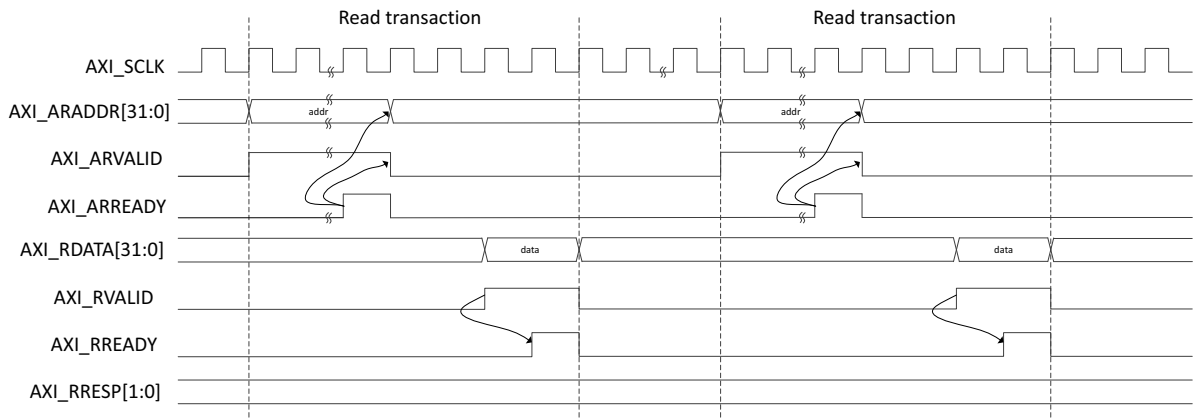 Read transaction Read transaction
AXI_SCLK
AXI_ARADDR[31:0] addr addr
AXI_ARVALID
AXI_ARREADY
AXI_RDATA[31:0] data data
AXI_RVALID
AXI_RREADY
AXI_RRESP[1:0]